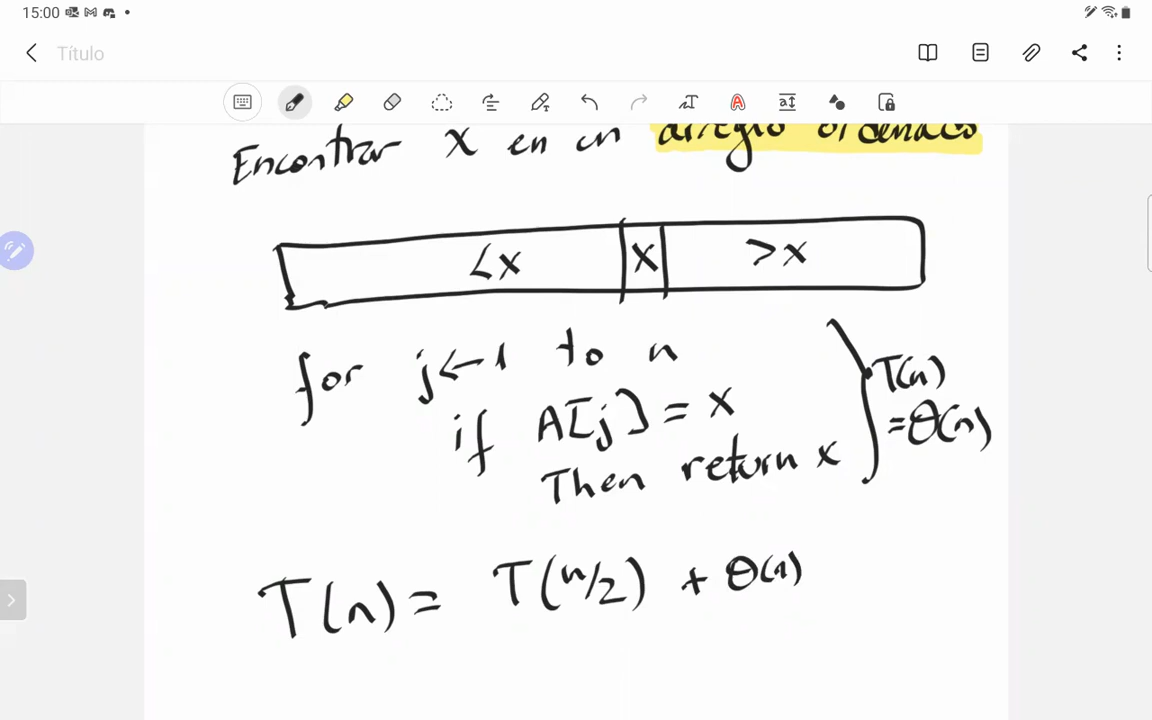 15:00
Título
Encontrar x en un arreglo ordenado
<x x >x
for j ← 1 to n
if A[j] = x
Then return x
T(n)
= Θ(n)
T(n) = T(n/2) + Θ(1)